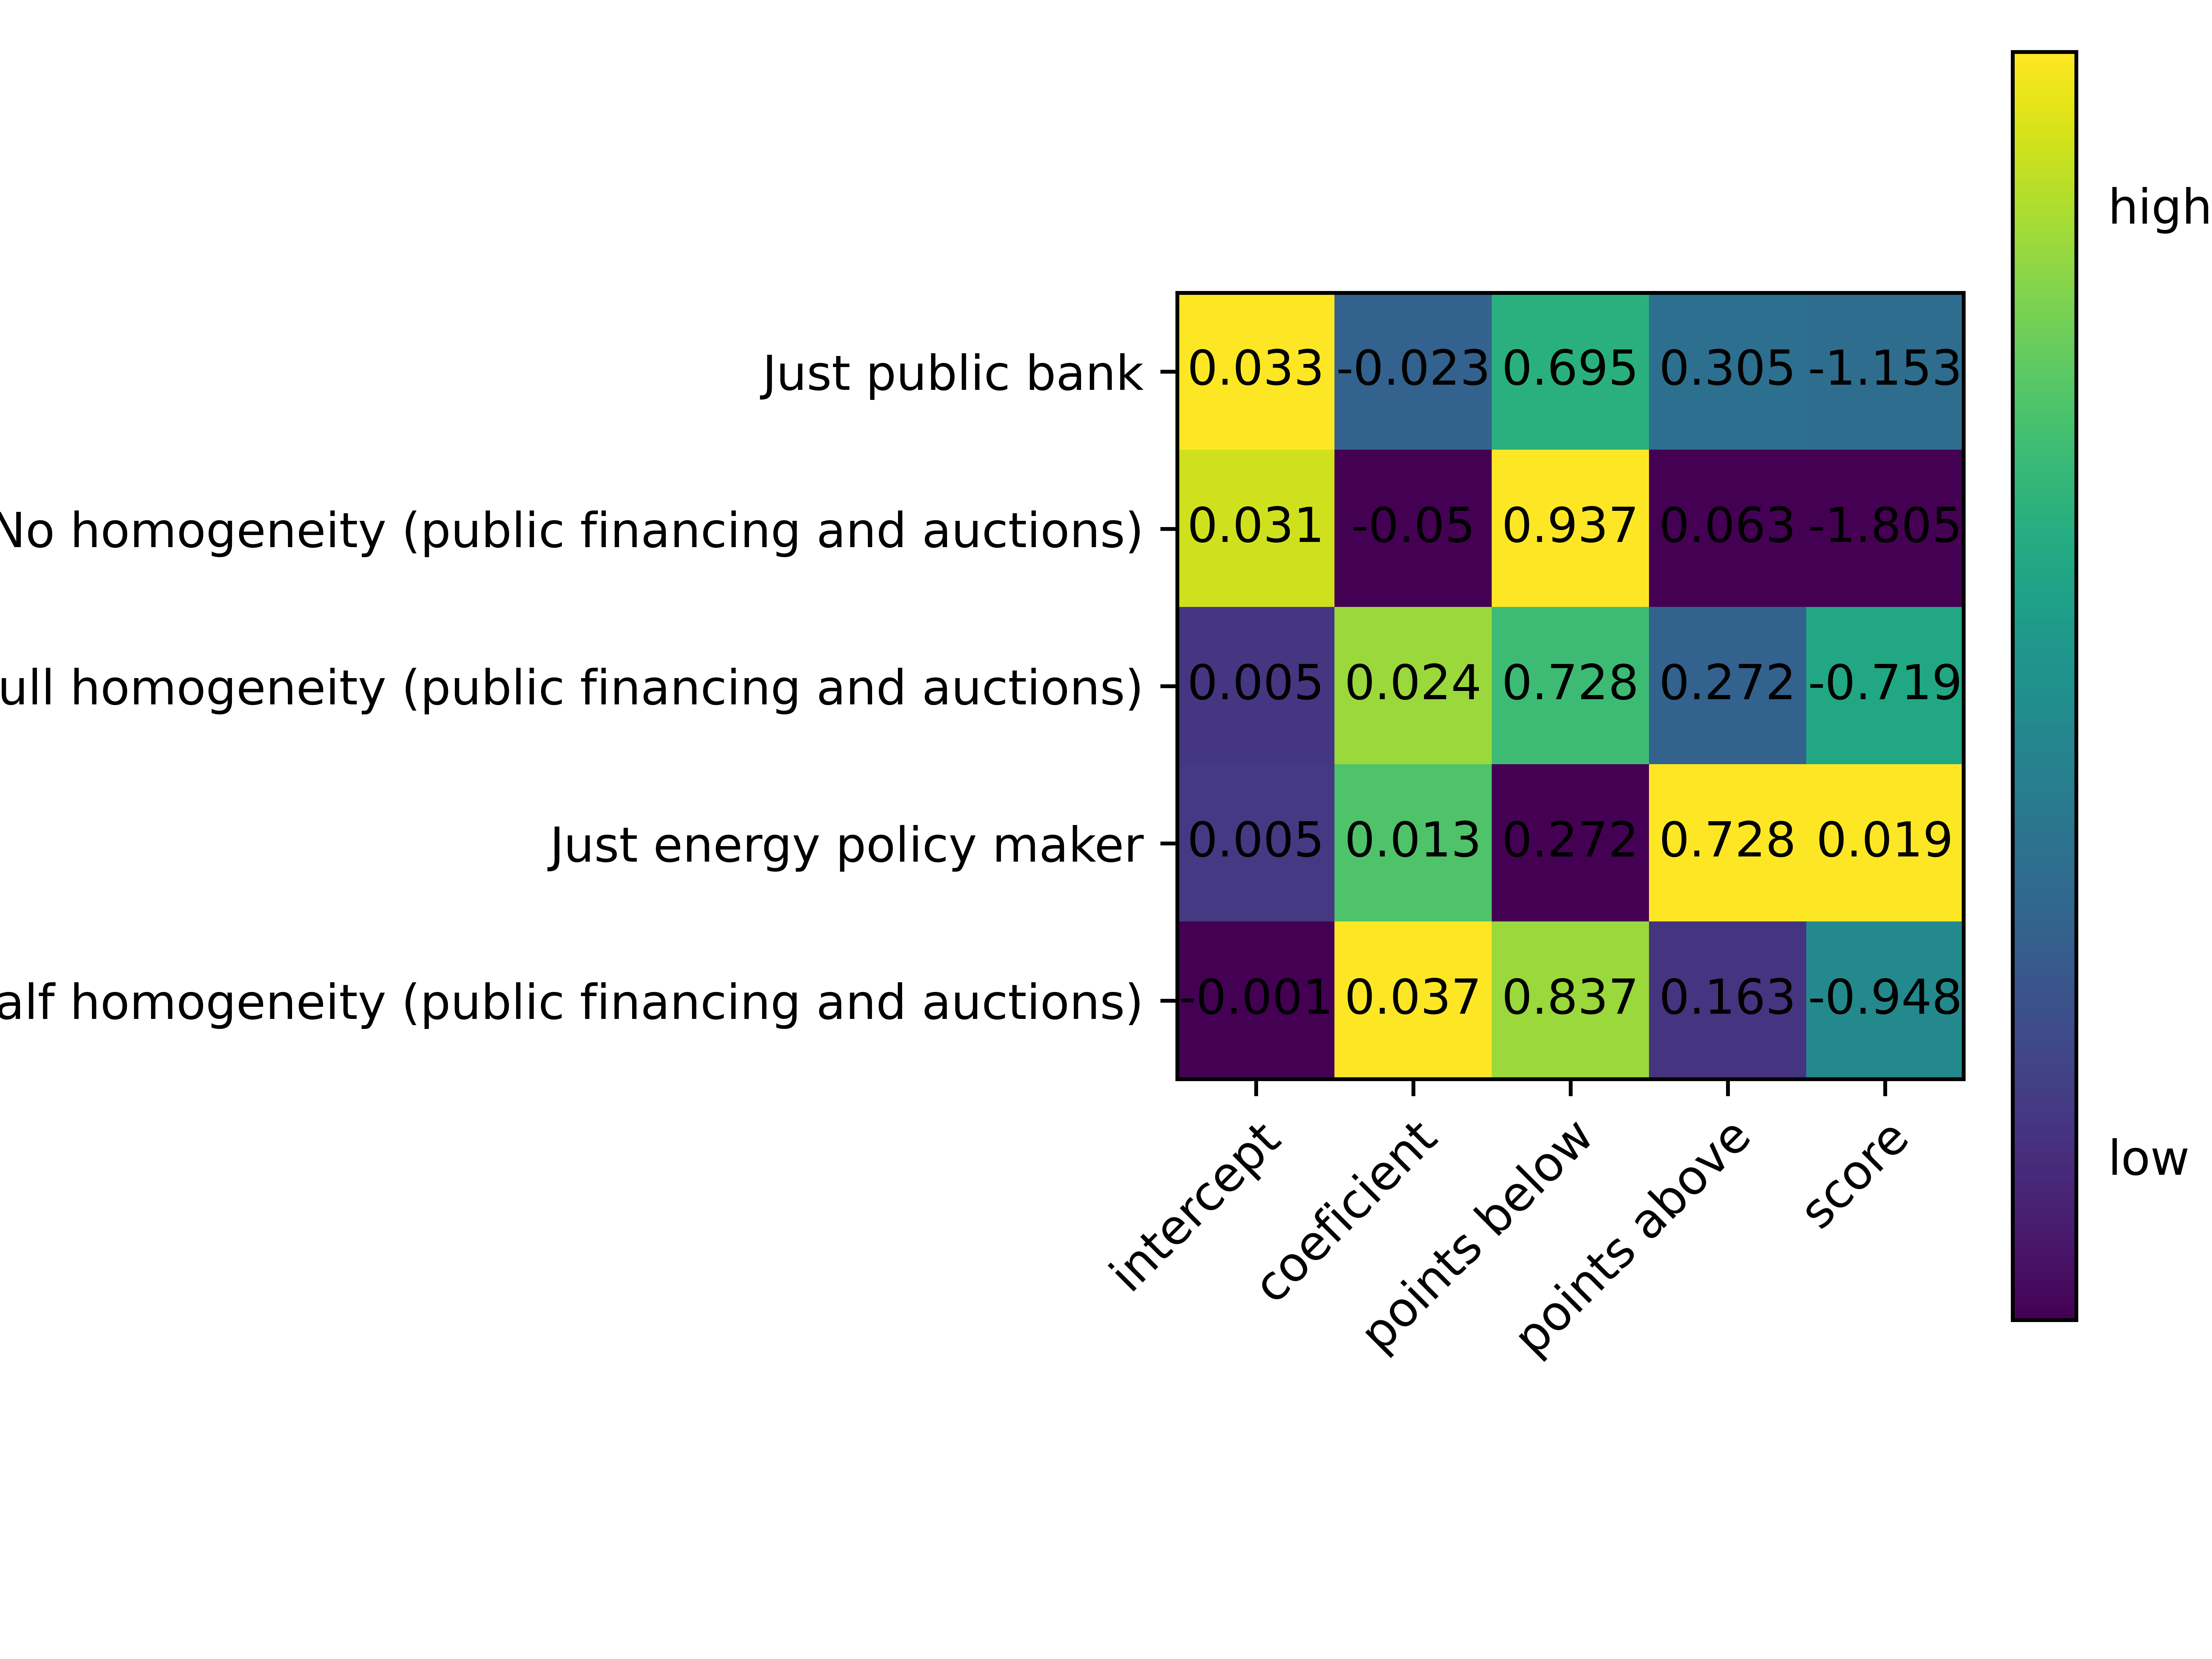 high
Just public bank 0.033 -0.023 0.695 0.305 -1.153
No homogeneity (public financing and auctions) 0.031 -0.05 0.937 0.063 -1.805
ull homogeneity (public financing and auctions) 0.005 0.024 0.728 0.272 -0.719
Just energy policy maker 0.005 0.013 0.272 0.728 0.019
alf homogeneity (public financing and auctions) -0.001 0.037 0.837 0.163 -0.948
low
intercept coeficient points below points above score